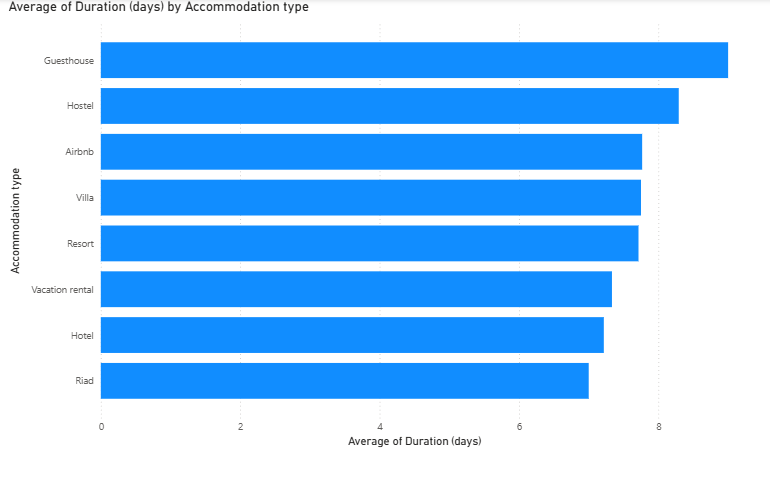 Average of Duration (days) by Accommodation type
Accommodation type
Guesthouse
Hostel
Airbnb
Villa
Resort
Vacation rental
Hotel
Riad
0 2 4 6 8
Average of Duration (days)